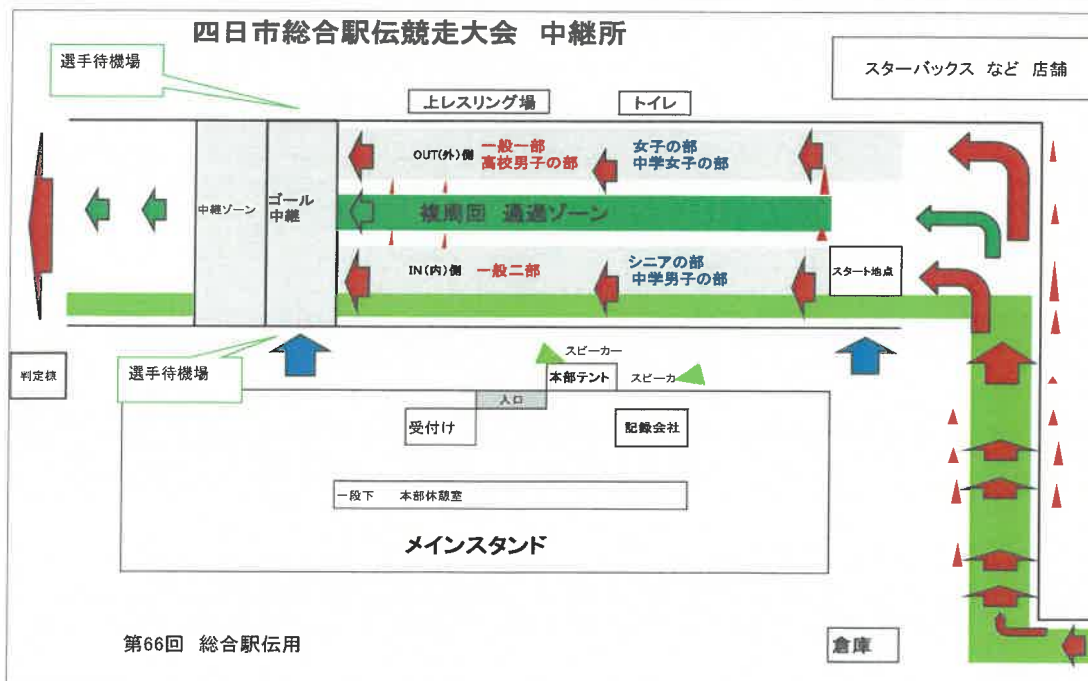 四日市総合駅伝競走大会 中継所
選手待機場
スターバックス など 店舗
上レスリング場
トイレ
OUT(外)側
一般一部
高校男子の部
女子の部
中学女子の部
中継ゾーン
ゴール
中継
複周回 通過ゾーン
IN(内)側
一般二部
シニアの部
中学男子の部
スタート地点
判定棟
選手待機場
スピーカー
本部テント
スピーカ
入口
受付け
記録会社
一段下 本部休憩室
メインスタンド
第66回 総合駅伝用
倉庫